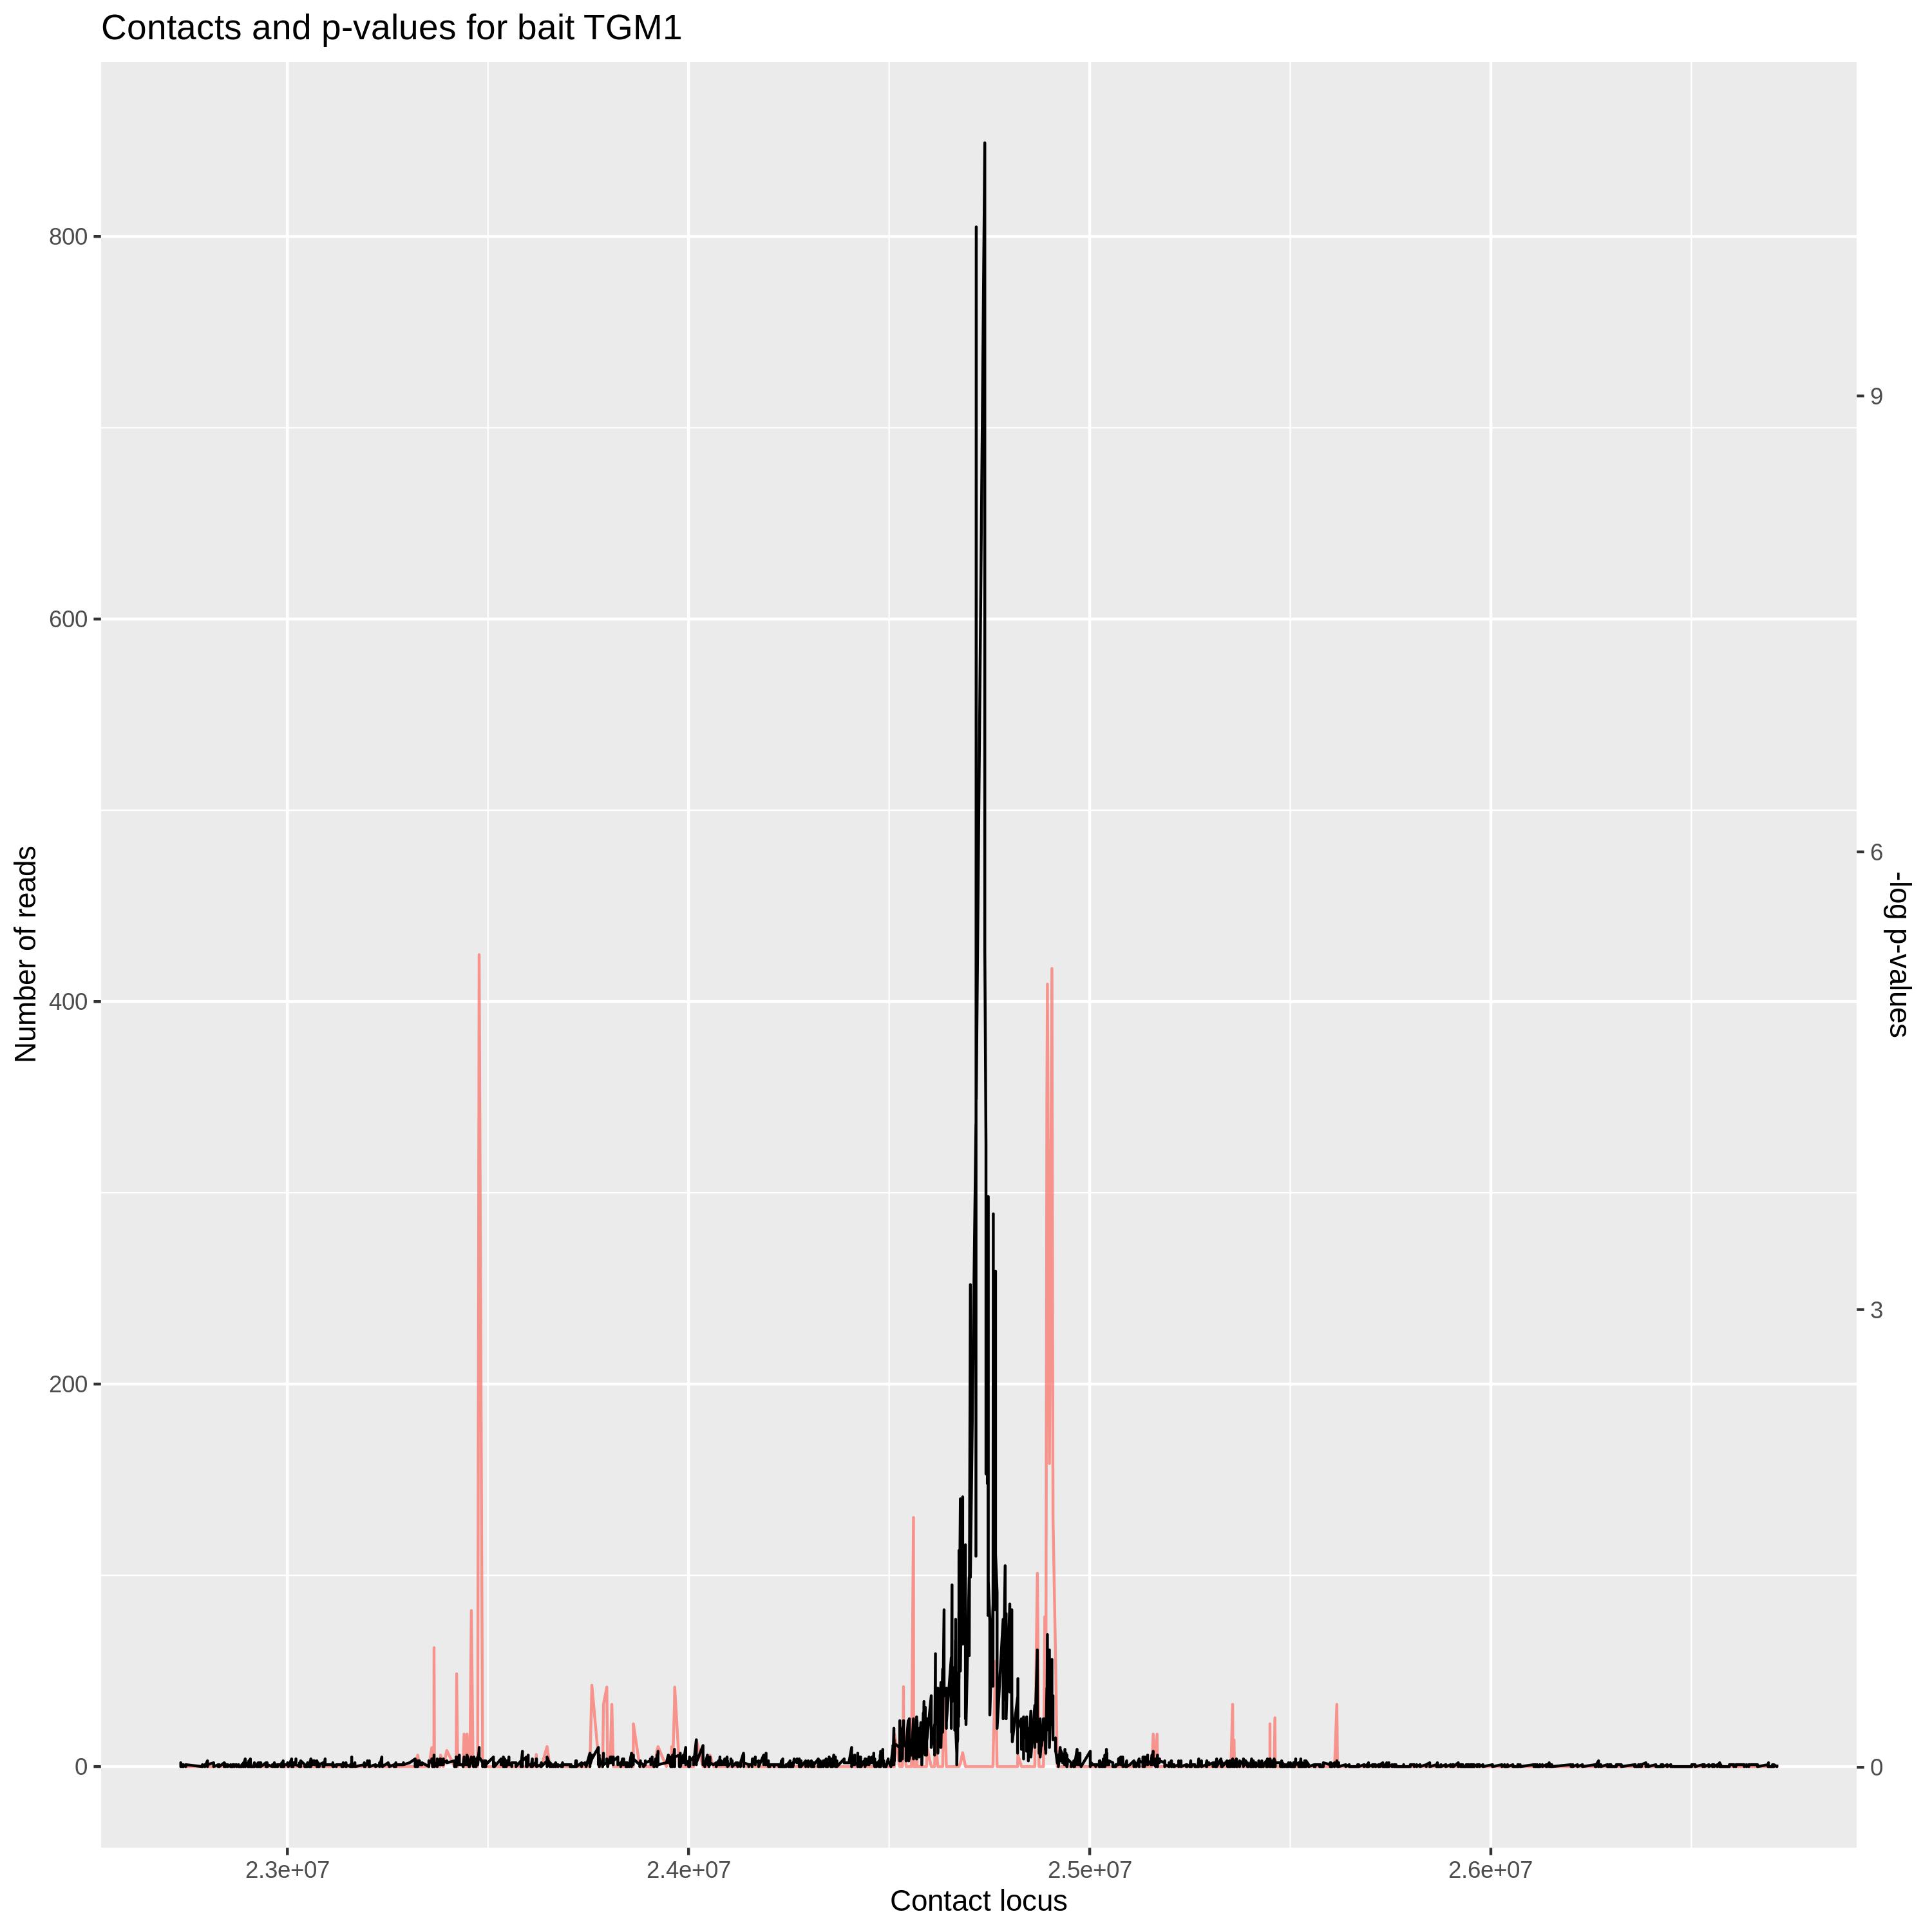 Contacts and p-values for bait TGM1
Number of reads
800
600
400
200
0
9
6
3
0
-log p-values
2.3e+07
2.4e+07
2.5e+07
2.6e+07
Contact locus